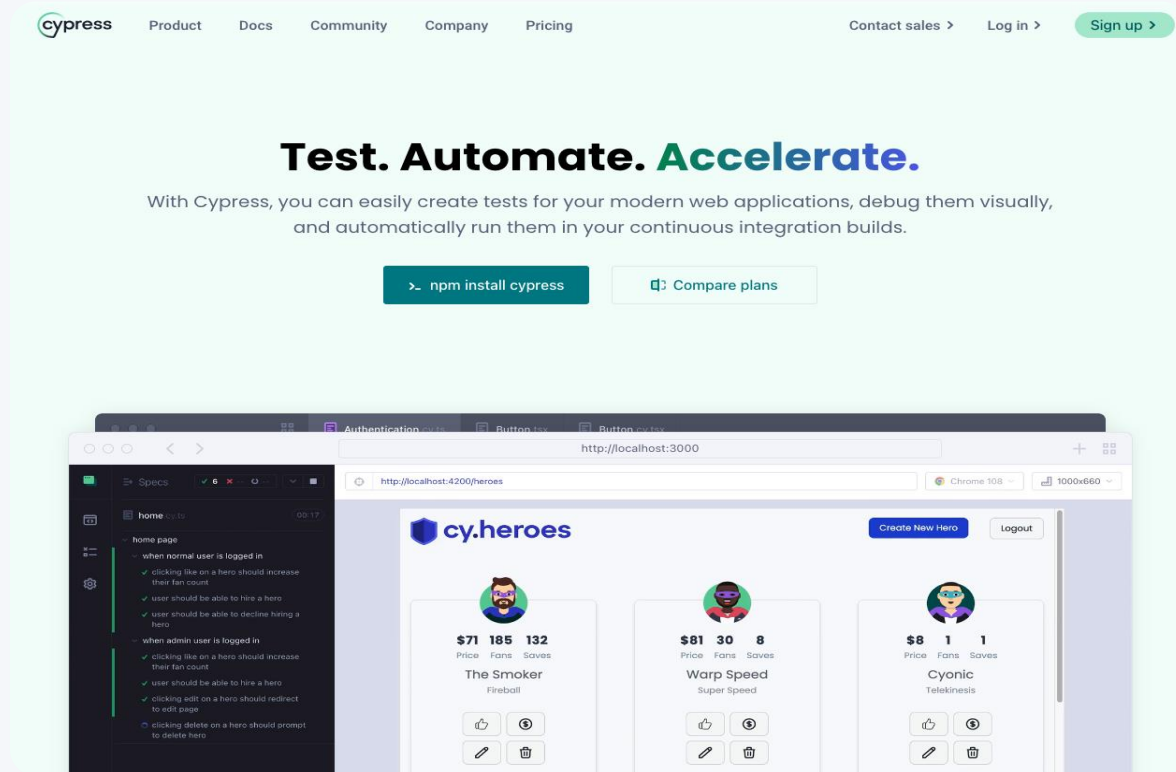 cypress Product Docs Community Company Pricing Contact sales Log in Sign up
Test. Automate. Accelerate.
With Cypress, you can easily create tests for your modern web applications, debug them visually,
and automatically run them in your continuous integration builds.
>_ npm install cypress Compare plans
Authentication cy.ts Button tsx Button cy.tsx
http://localhost:3000
Specs 6 -- -- http://localhost:4200/heroes Chrome 108 1000x660
home cy.ts 00:17
cy.heroes Create New Hero Logout
home page
when normal user is logged in
clicking like on a hero should increase
their fan count
user should be able to hire a hero
user should be able to decline hiring a
hero
when admin user is logged in
clicking like on a hero should increase
their fan count
user should be able to hire a hero
clicking edit on a hero should redirect
to edit page
clicking delete on a hero should prompt
to delete hero
$71 185 132
Price Fans Saves
The Smoker
Fireball
$81 30 8
Price Fans Saves
Warp Speed
Super Speed
$8 1 1
Price Fans Saves
Cyonic
Telekinesis